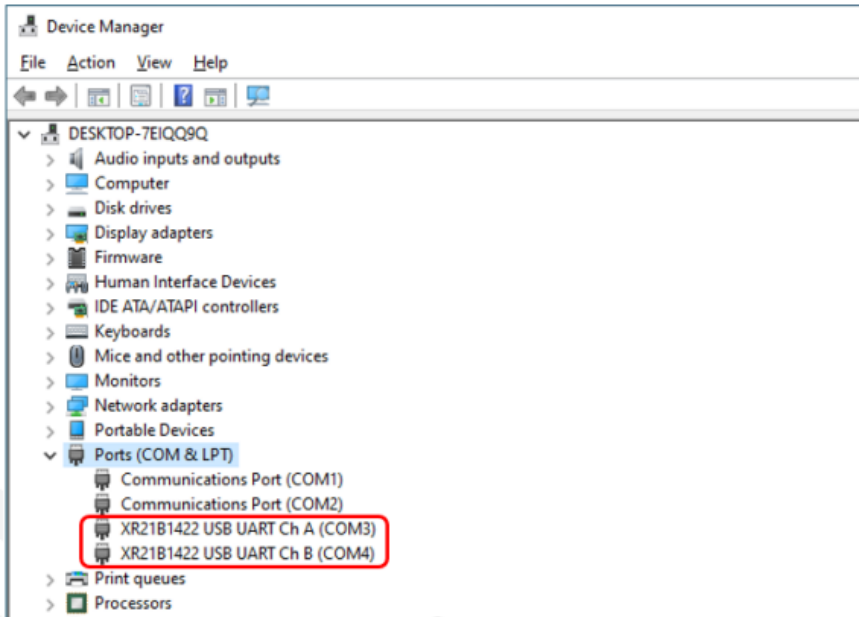 Device Manager
File Action View Help
DESKTOP-7EIQQ9Q
Audio inputs and outputs
Computer
Disk drives
Display adapters
Firmware
Human Interface Devices
IDE ATA/ATAPI controllers
Keyboards
Mice and other pointing devices
Monitors
Network adapters
Portable Devices
Ports (COM & LPT)
Communications Port (COM1)
Communications Port (COM2)
XR21B1422 USB UART Ch A (COM3)
XR21B1422 USB UART Ch B (COM4)
Print queues
Processors